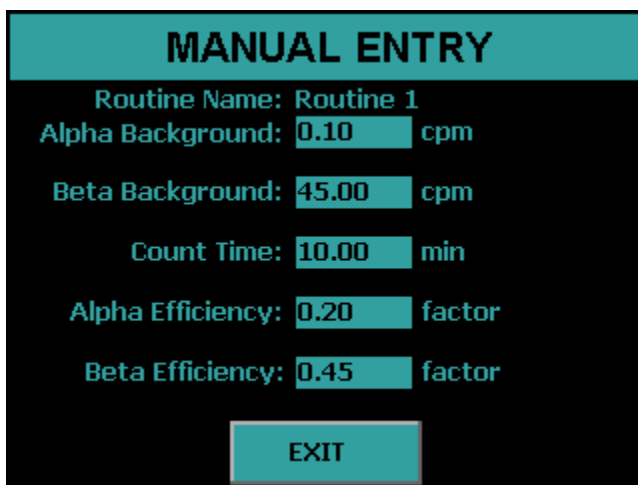 MANUAL ENTRY
Routine Name: Routine 1
Alpha Background: 0.10 cpm
Beta Background: 45.00 cpm
Count Time: 10.00 min
Alpha Efficiency: 0.20 factor
Beta Efficiency: 0.45 factor
EXIT